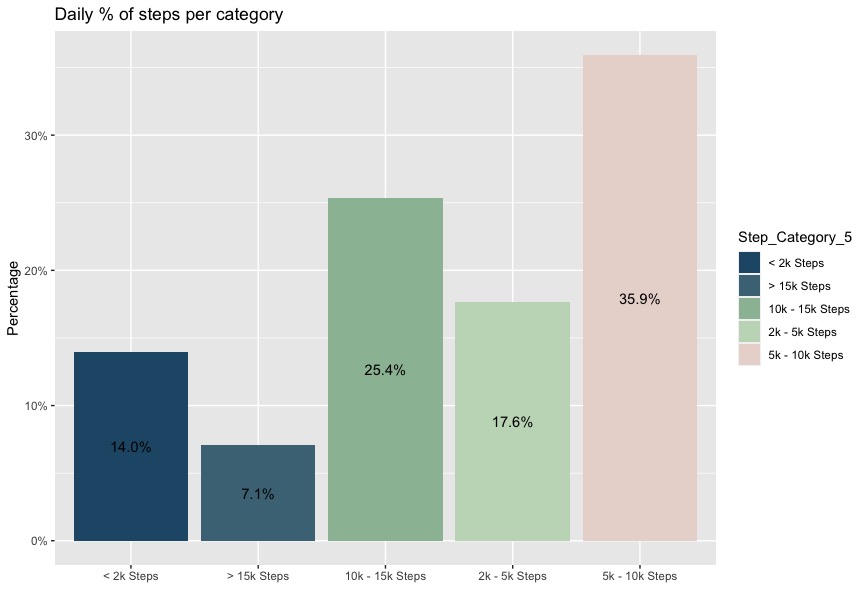 Daily % of steps per category
Percentage
30%
20%
10%
0%
14.0%
7.1%
25.4%
17.6%
35.9%
< 2k Steps
> 15k Steps
10k - 15k Steps
2k - 5k Steps
5k - 10k Steps
Step_Category_5
< 2k Steps
> 15k Steps
10k - 15k Steps
2k - 5k Steps
5k - 10k Steps